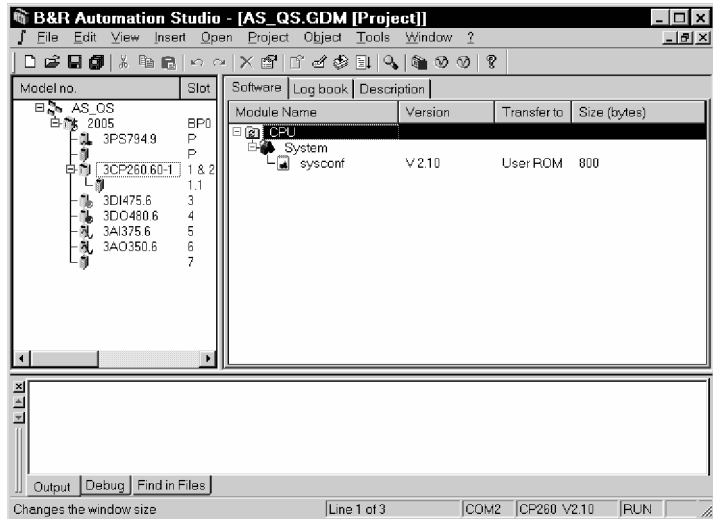 B&R Automation Studio - [AS_QS.GDM [Project]]
File Edit View Insert Open Project Object Tools Window ?
Model no. Slot
AS_QS
2005 BP0
3PS794.9 P
P
3CP260.60-1 1 & 2
1.1
3DI475.6 3
3DO480.6 4
3AI375.6 5
3AO350.6 6
7
Software Log book Description
Module Name Version Transfer to Size (bytes)
CPU
System
sysconf V 2.10 User ROM 800
Output Debug Find in Files
Changes the window size Line 1 of 3 COM2 CP260 V2.10 RUN